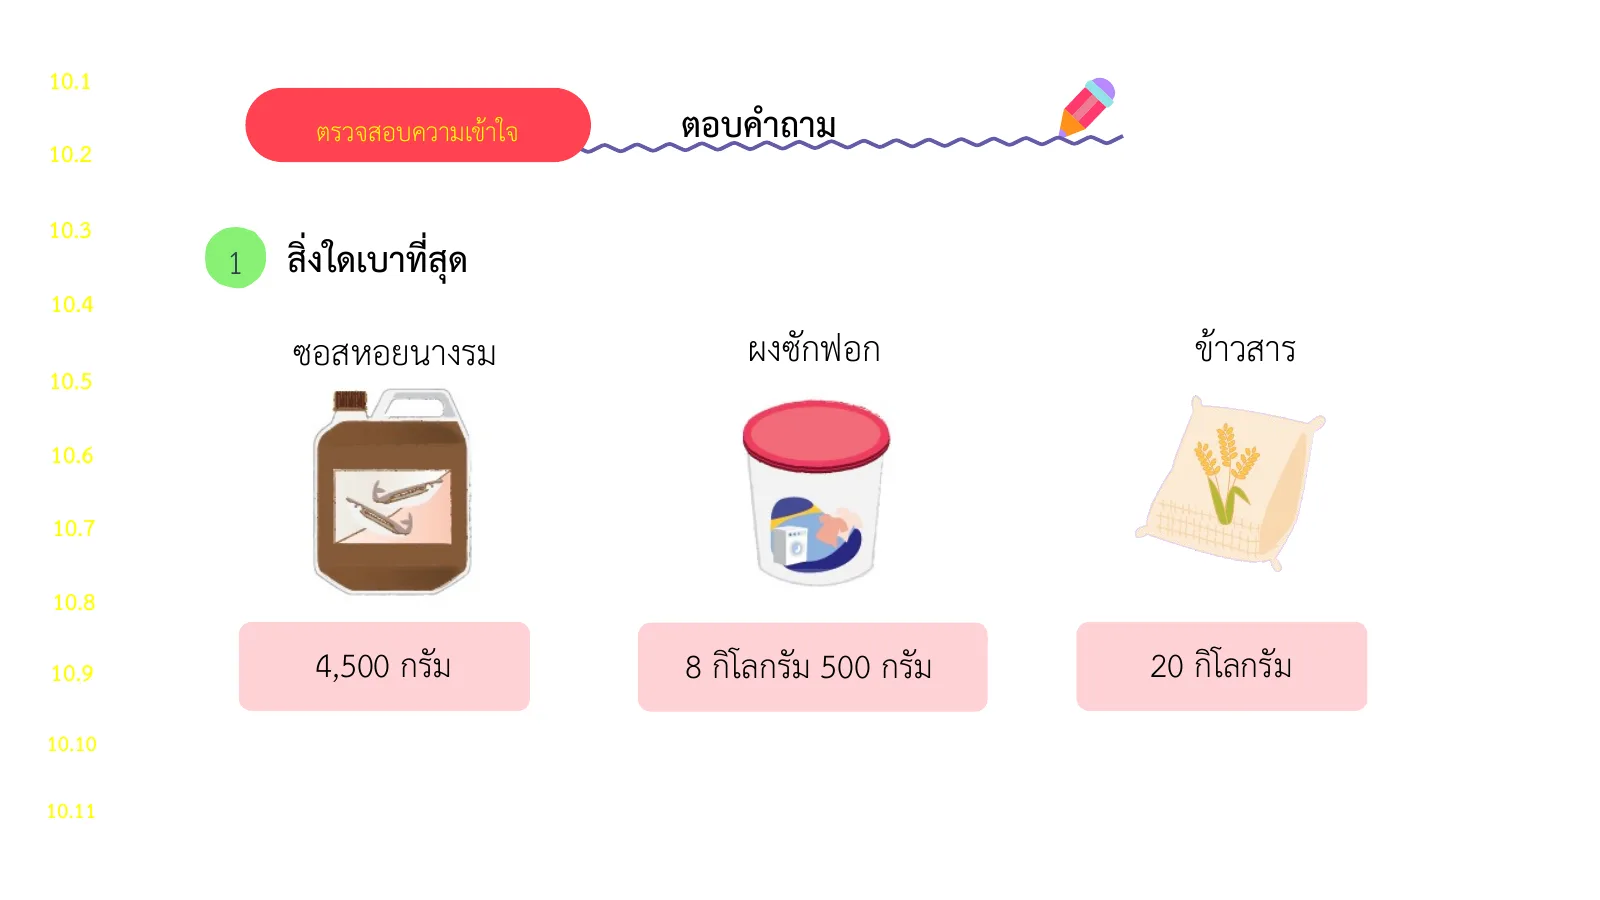 10.1
10.2
10.3
10.4
10.5
10.6
10.7
10.8
10.9
10.10
10.11
ตรวจสอบความเข้าใจ
ตอบคำถาม
1 สิ่งใดเบาที่สุด
ซอสหอยนางรม
ผงซักฟอก
ข้าวสาร
4,500 กรัม
8 กิโลกรัม 500 กรัม
20 กิโลกรัม